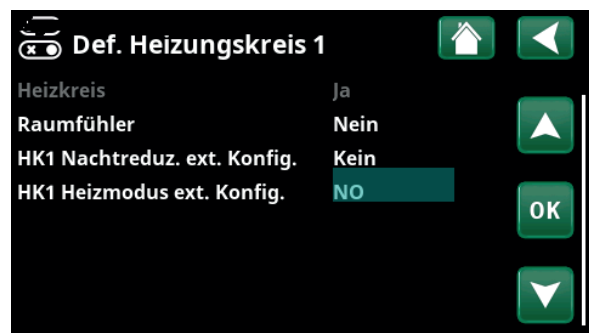 Def. Heizungskreis 1
Heizkreis Ja
Raumfühler Nein
HK1 Nachtreduz. ext. Konfig. Kein
HK1 Heizmodus ext. Konfig. NO
OK